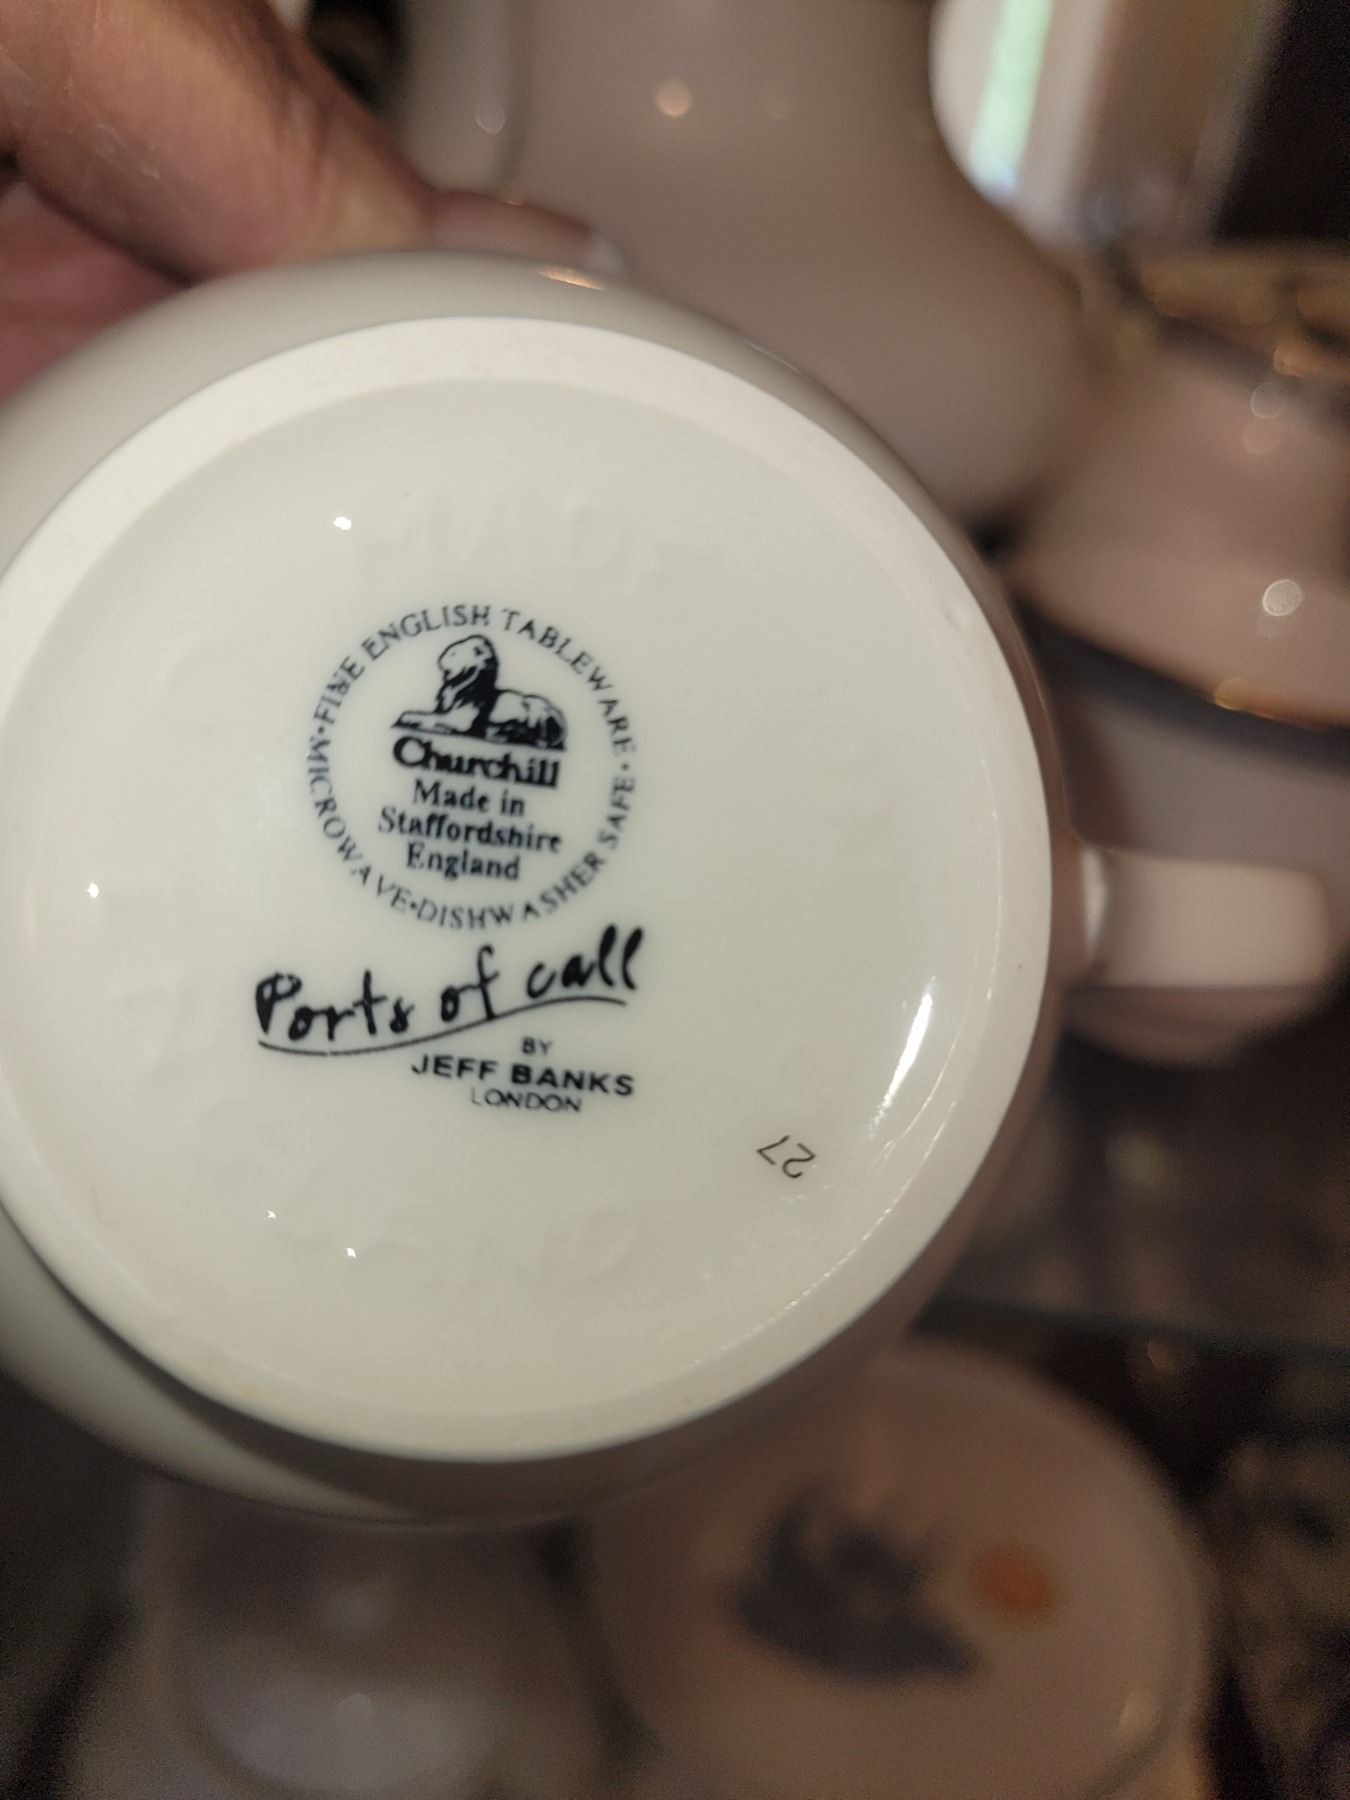 FINE ENGLISH TABLEWARE · DISHWASHER SAFE · MICROWAVE ·
Churchill
Made in
Staffordshire
England
Ports of call
BY
JEFF BANKS
LONDON
27
MADE